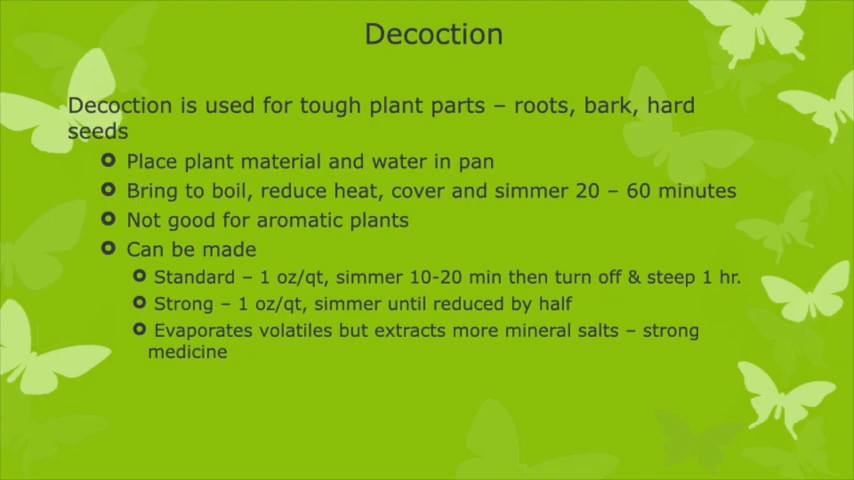 Decoction
Decoction is used for tough plant parts – roots, bark, hard
seeds
Place plant material and water in pan
Bring to boil, reduce heat, cover and simmer 20 – 60 minutes
Not good for aromatic plants
Can be made
Standard – 1 oz/qt, simmer 10-20 min then turn off & steep 1 hr.
Strong – 1 oz/qt, simmer until reduced by half
Evaporates volatiles but extracts more mineral salts – strong
medicine